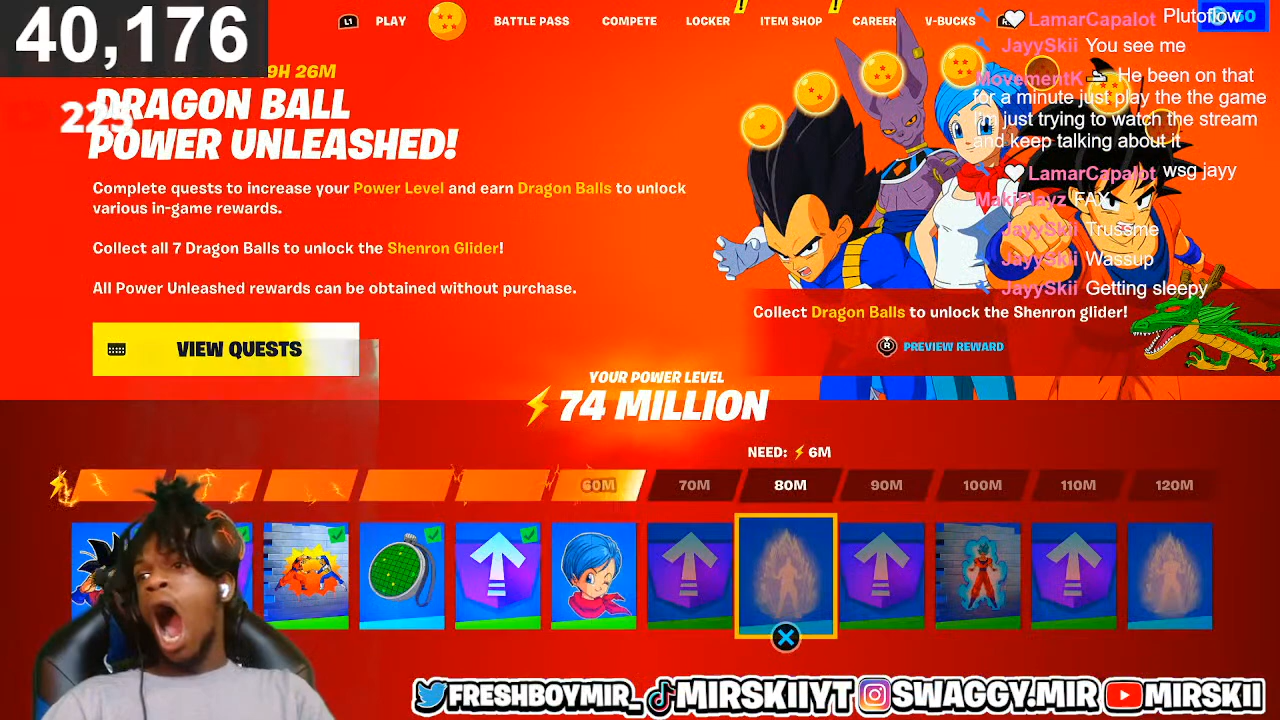 40,176
225
L1 PLAY BATTLE PASS COMPETE LOCKER ITEM SHOP CAREER V-BUCKS
9H 26M
DRAGON BALL
POWER UNLEASHED!
Complete quests to increase your Power Level and earn Dragon Balls to unlock
various in-game rewards.
Collect all 7 Dragon Balls to unlock the Shenron Glider!
All Power Unleashed rewards can be obtained without purchase.
VIEW QUESTS
LamarCapalot Plutoflow
JayySkii You see me
MovementK He been on that
for a minute just play the the game
just trying to watch the stream
and keep talking about it
LamarCapalot wsg jayy
MakiPlayz FAX
JayySkii Trussme
JayySkii Wassup
JayySkii Getting sleepy
Collect Dragon Balls to unlock the Shenron glider!
R PREVIEW REWARD
YOUR POWER LEVEL
74 MILLION
NEED: 6M
60M 70M 80M 90M 100M 110M 120M
FRESHBOYMIR_ MIRSKIIYT SWAGGY.MIR MIRSKII